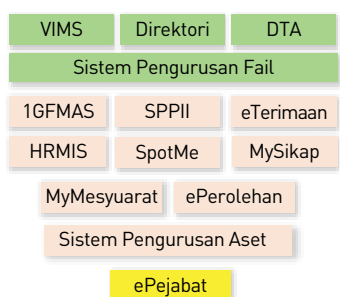 VIMS Direktori DTA
Sistem Pengurusan Fail
1GFMAS SPPII eTerimaan
HRMIS SpotMe MySikap
MyMesyuarat ePerolehan
Sistem Pengurusan Aset
ePejabat